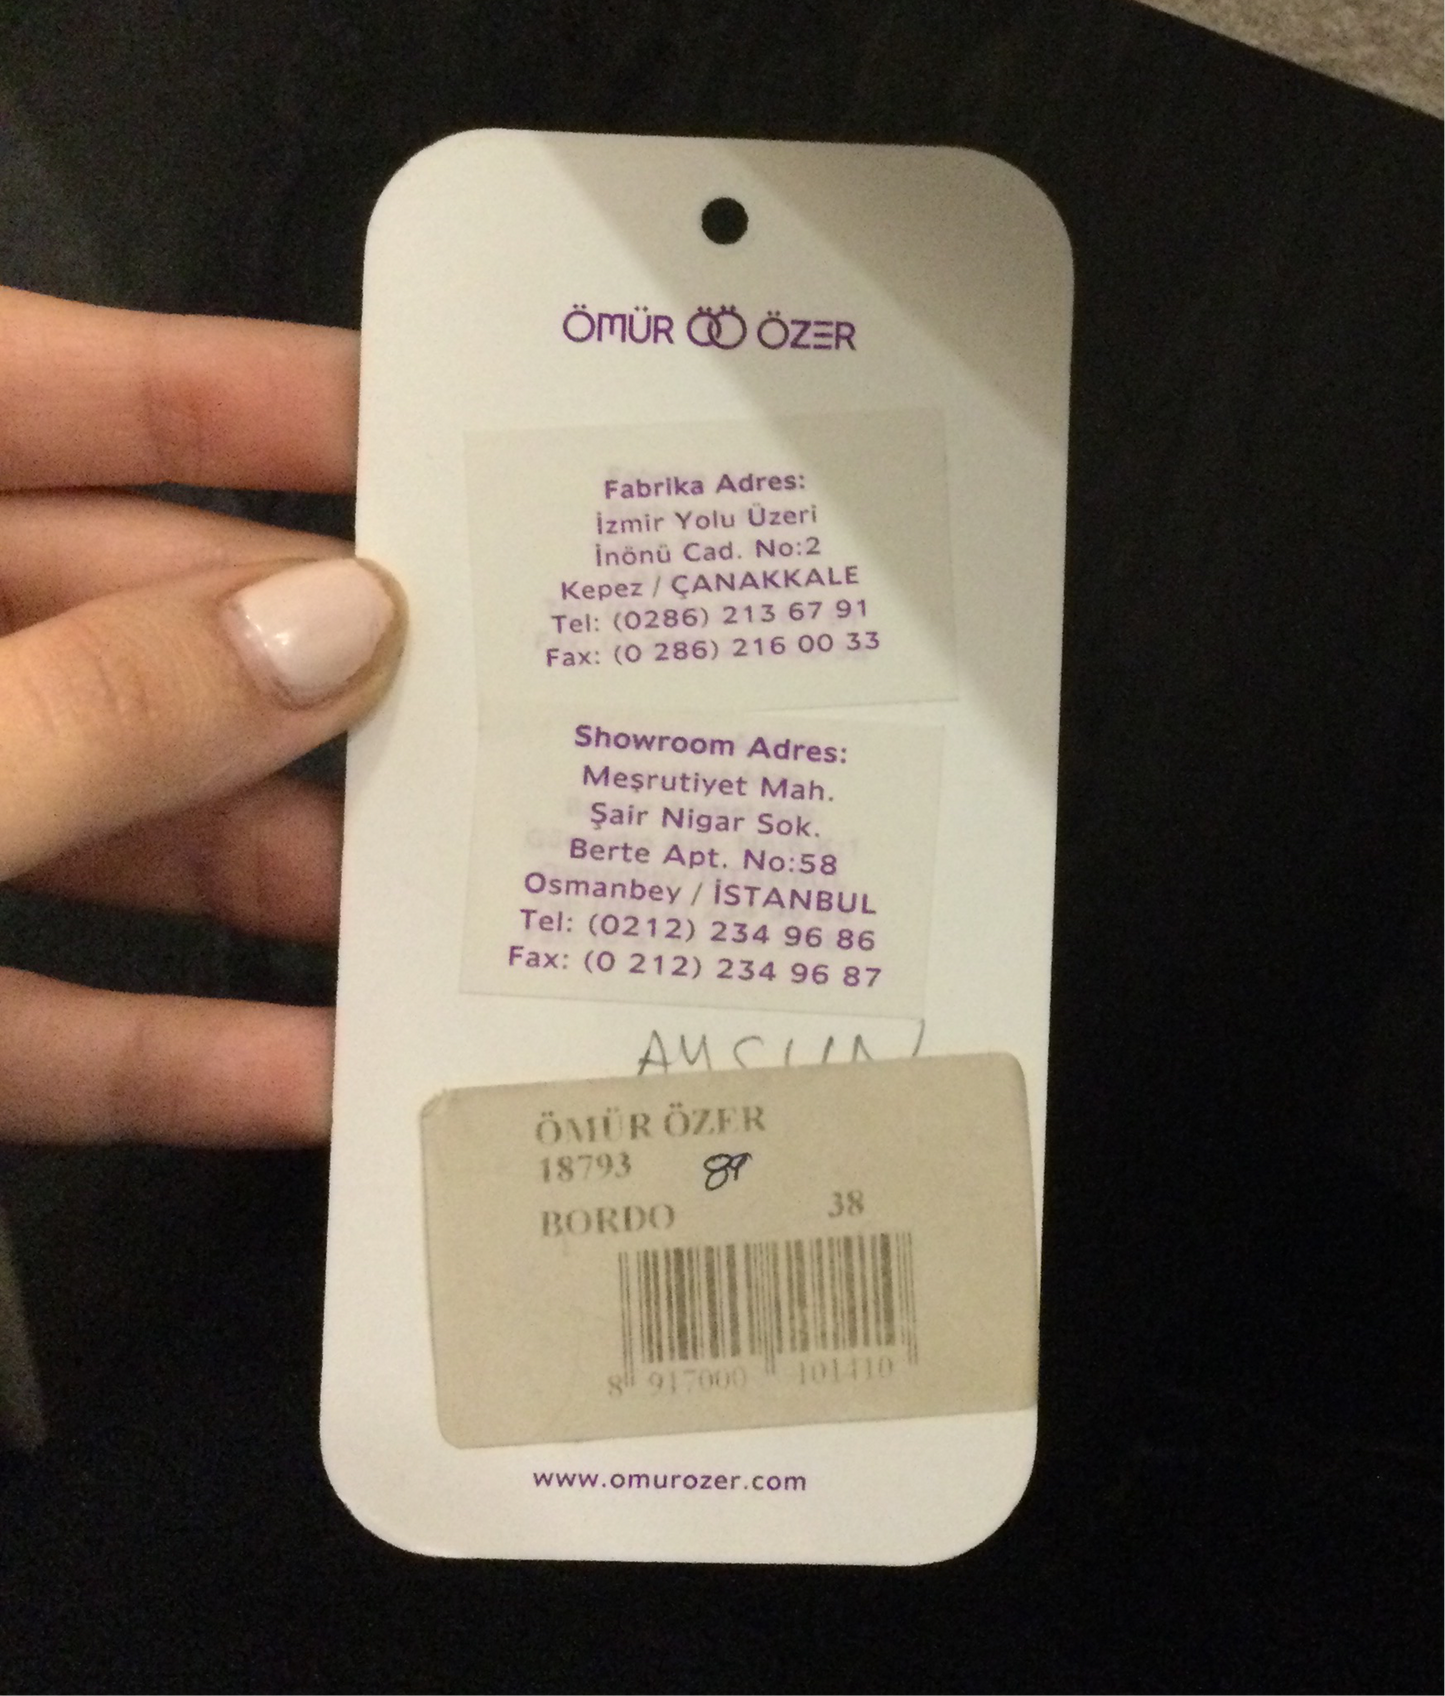 ÖMÜR ÖÖ ÖZER
Fabrika Adres:
İzmir Yolu Üzeri
İnönü Cad. No:2
Kepez / ÇANAKKALE
Tel: (0286) 213 67 91
Fax: (0 286) 216 00 33
Showroom Adres:
Meşrutiyet Mah.
Şair Nigar Sok.
Berte Apt. No:58
Osmanbey / İSTANBUL
Tel: (0212) 234 96 86
Fax: (0 212) 234 96 87
ÖMÜR ÖZER
18793
BORDO 38
8 917000 101410
www.omurozer.com